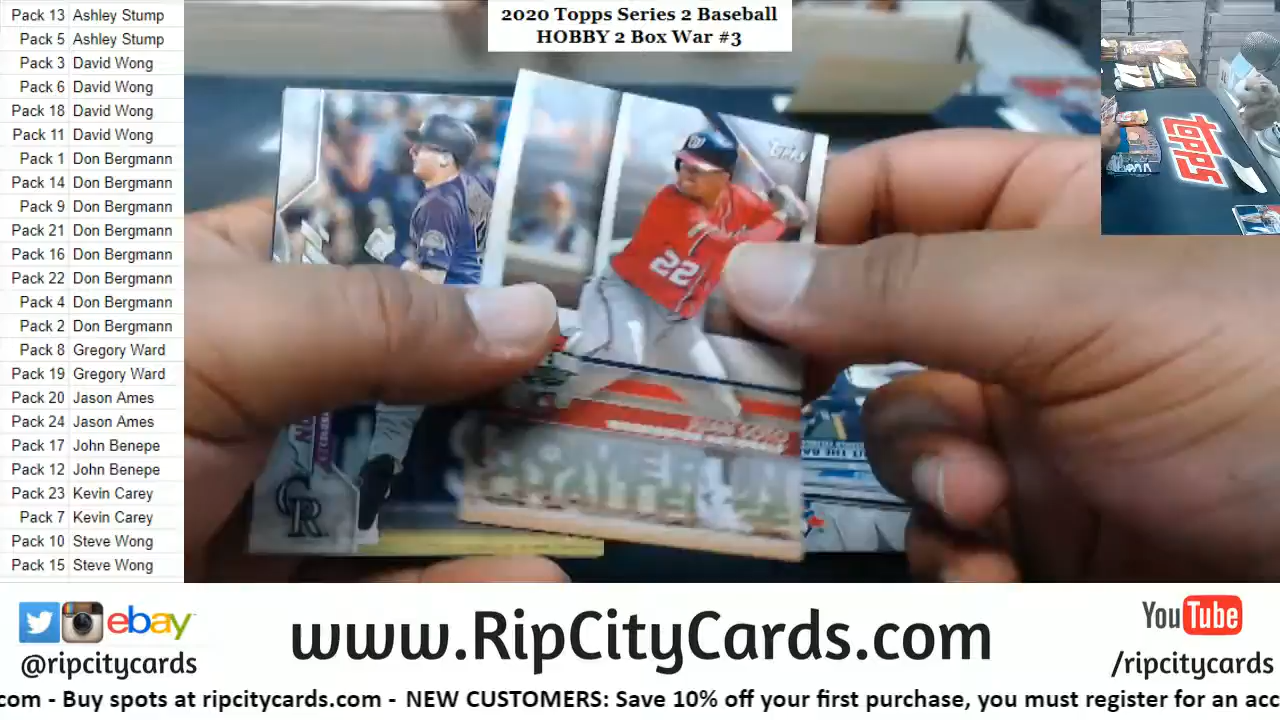 2020 Topps Series 2 Baseball
HOBBY 2 Box War #3
Pack 13 Ashley Stump
Pack 5 Ashley Stump
Pack 3 David Wong
Pack 6 David Wong
Pack 18 David Wong
Pack 11 David Wong
Pack 1 Don Bergmann
Pack 14 Don Bergmann
Pack 9 Don Bergmann
Pack 21 Don Bergmann
Pack 16 Don Bergmann
Pack 22 Don Bergmann
Pack 4 Don Bergmann
Pack 2 Don Bergmann
Pack 8 Gregory Ward
Pack 19 Gregory Ward
Pack 20 Jason Ames
Pack 24 Jason Ames
Pack 17 John Benepe
Pack 12 John Benepe
Pack 23 Kevin Carey
Pack 7 Kevin Carey
Pack 10 Steve Wong
Pack 15 Steve Wong
topps
22
CR
topps
ebay
@ripcitycards
www.RipCityCards.com
YouTube
/ripcitycards
com - Buy spots at ripcitycards.com - NEW CUSTOMERS: Save 10% off your first purchase, you must register for an acc